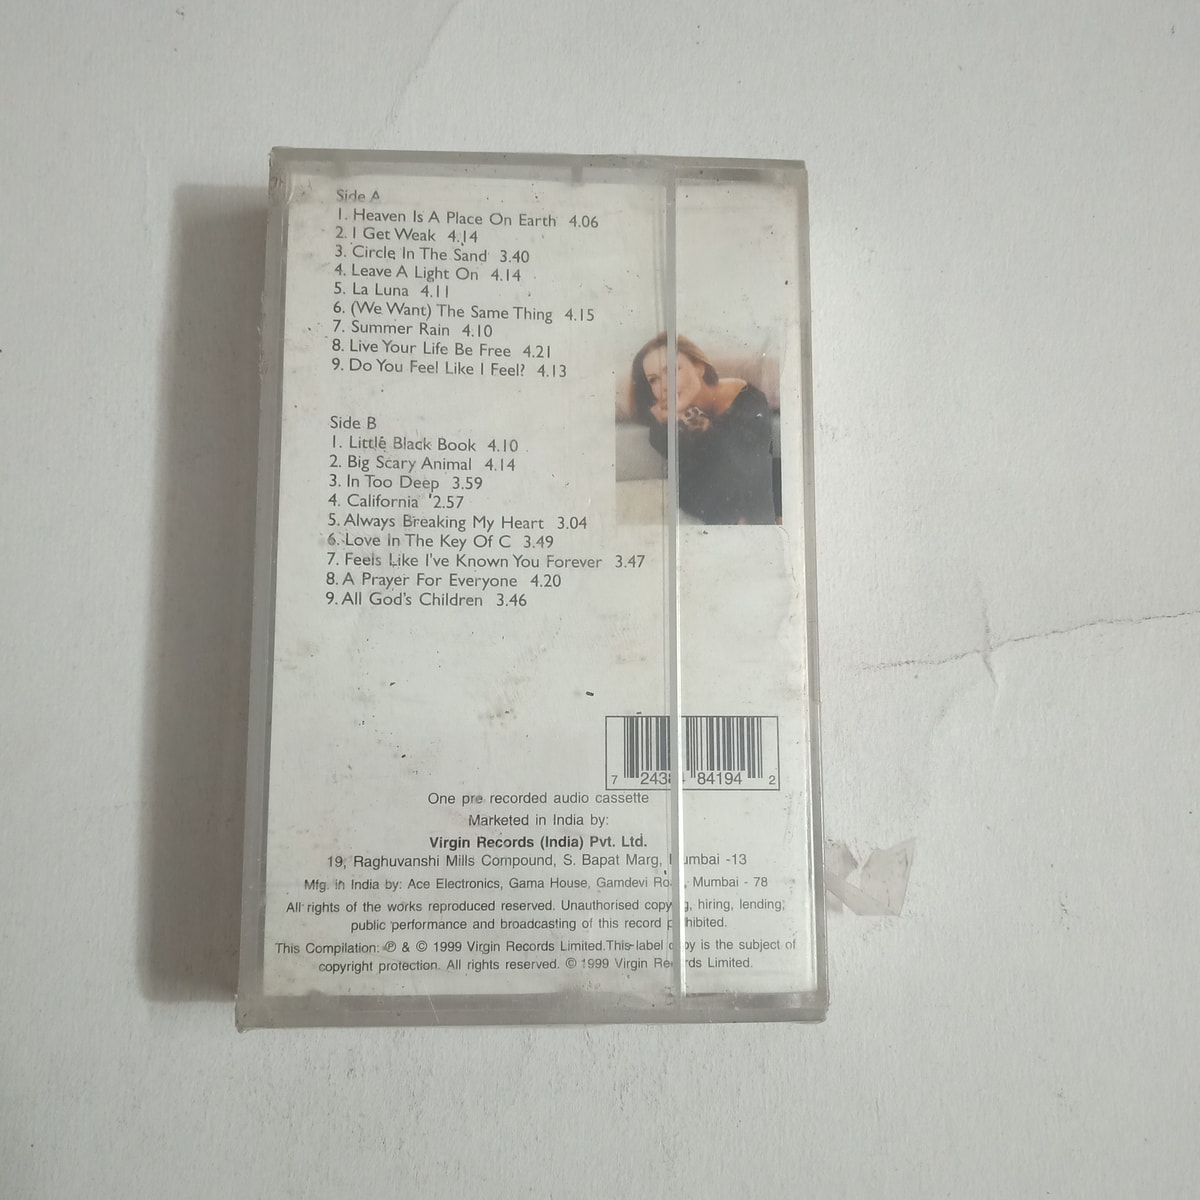 Side A
1. Heaven Is A Place On Earth 4.06
2. I Get Weak 4.14
3. Circle In The Sand 3.40
4. Leave A Light On 4.14
5. La Luna 4.11
6. (We Want) The Same Thing 4.15
7. Summer Rain 4.10
8. Live Your Life Be Free 4.21
9. Do You Feel Like I Feel? 4.13
Side B
1. Little Black Book 4.10
2. Big Scary Animal 4.14
3. In Too Deep 3.59
4. California 2.57
5. Always Breaking My Heart 3.04
6. Love In The Key Of C 3.49
7. Feels Like I've Known You Forever 3.47
8. A Prayer For Everyone 4.20
9. All God's Children 3.46
7 84194 2
One pre recorded audio cassette
Marketed in India by:
Virgin Records (India) Pvt. Ltd.
19, Raghuvanshi Mills Compound, S. Bapat Marg, Mumbai -13
Mfg. in India by: Ace Electronics, Gama House, Gamdevi Road, Mumbai - 78
All rights of the works reproduced reserved. Unauthorised copying, hiring, lending,
public performance and broadcasting of this record prohibited.
This Compilation: ℗ & © 1999 Virgin Records Limited. This label copy is the subject of
copyright protection. All rights reserved. © 1999 Virgin Records Limited.